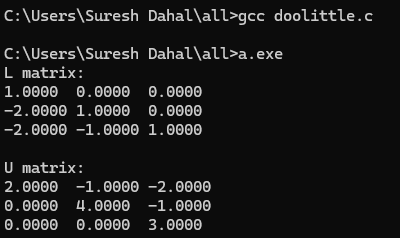 C:\Users\Suresh Dahal\all>gcc doolittle.c
C:\Users\Suresh Dahal\all>a.exe
L matrix:
1.0000  0.0000  0.0000
-2.0000 1.0000  0.0000
-2.0000 -1.0000 1.0000
U matrix:
2.0000  -1.0000 -2.0000
0.0000  4.0000  -1.0000
0.0000  0.0000  3.0000